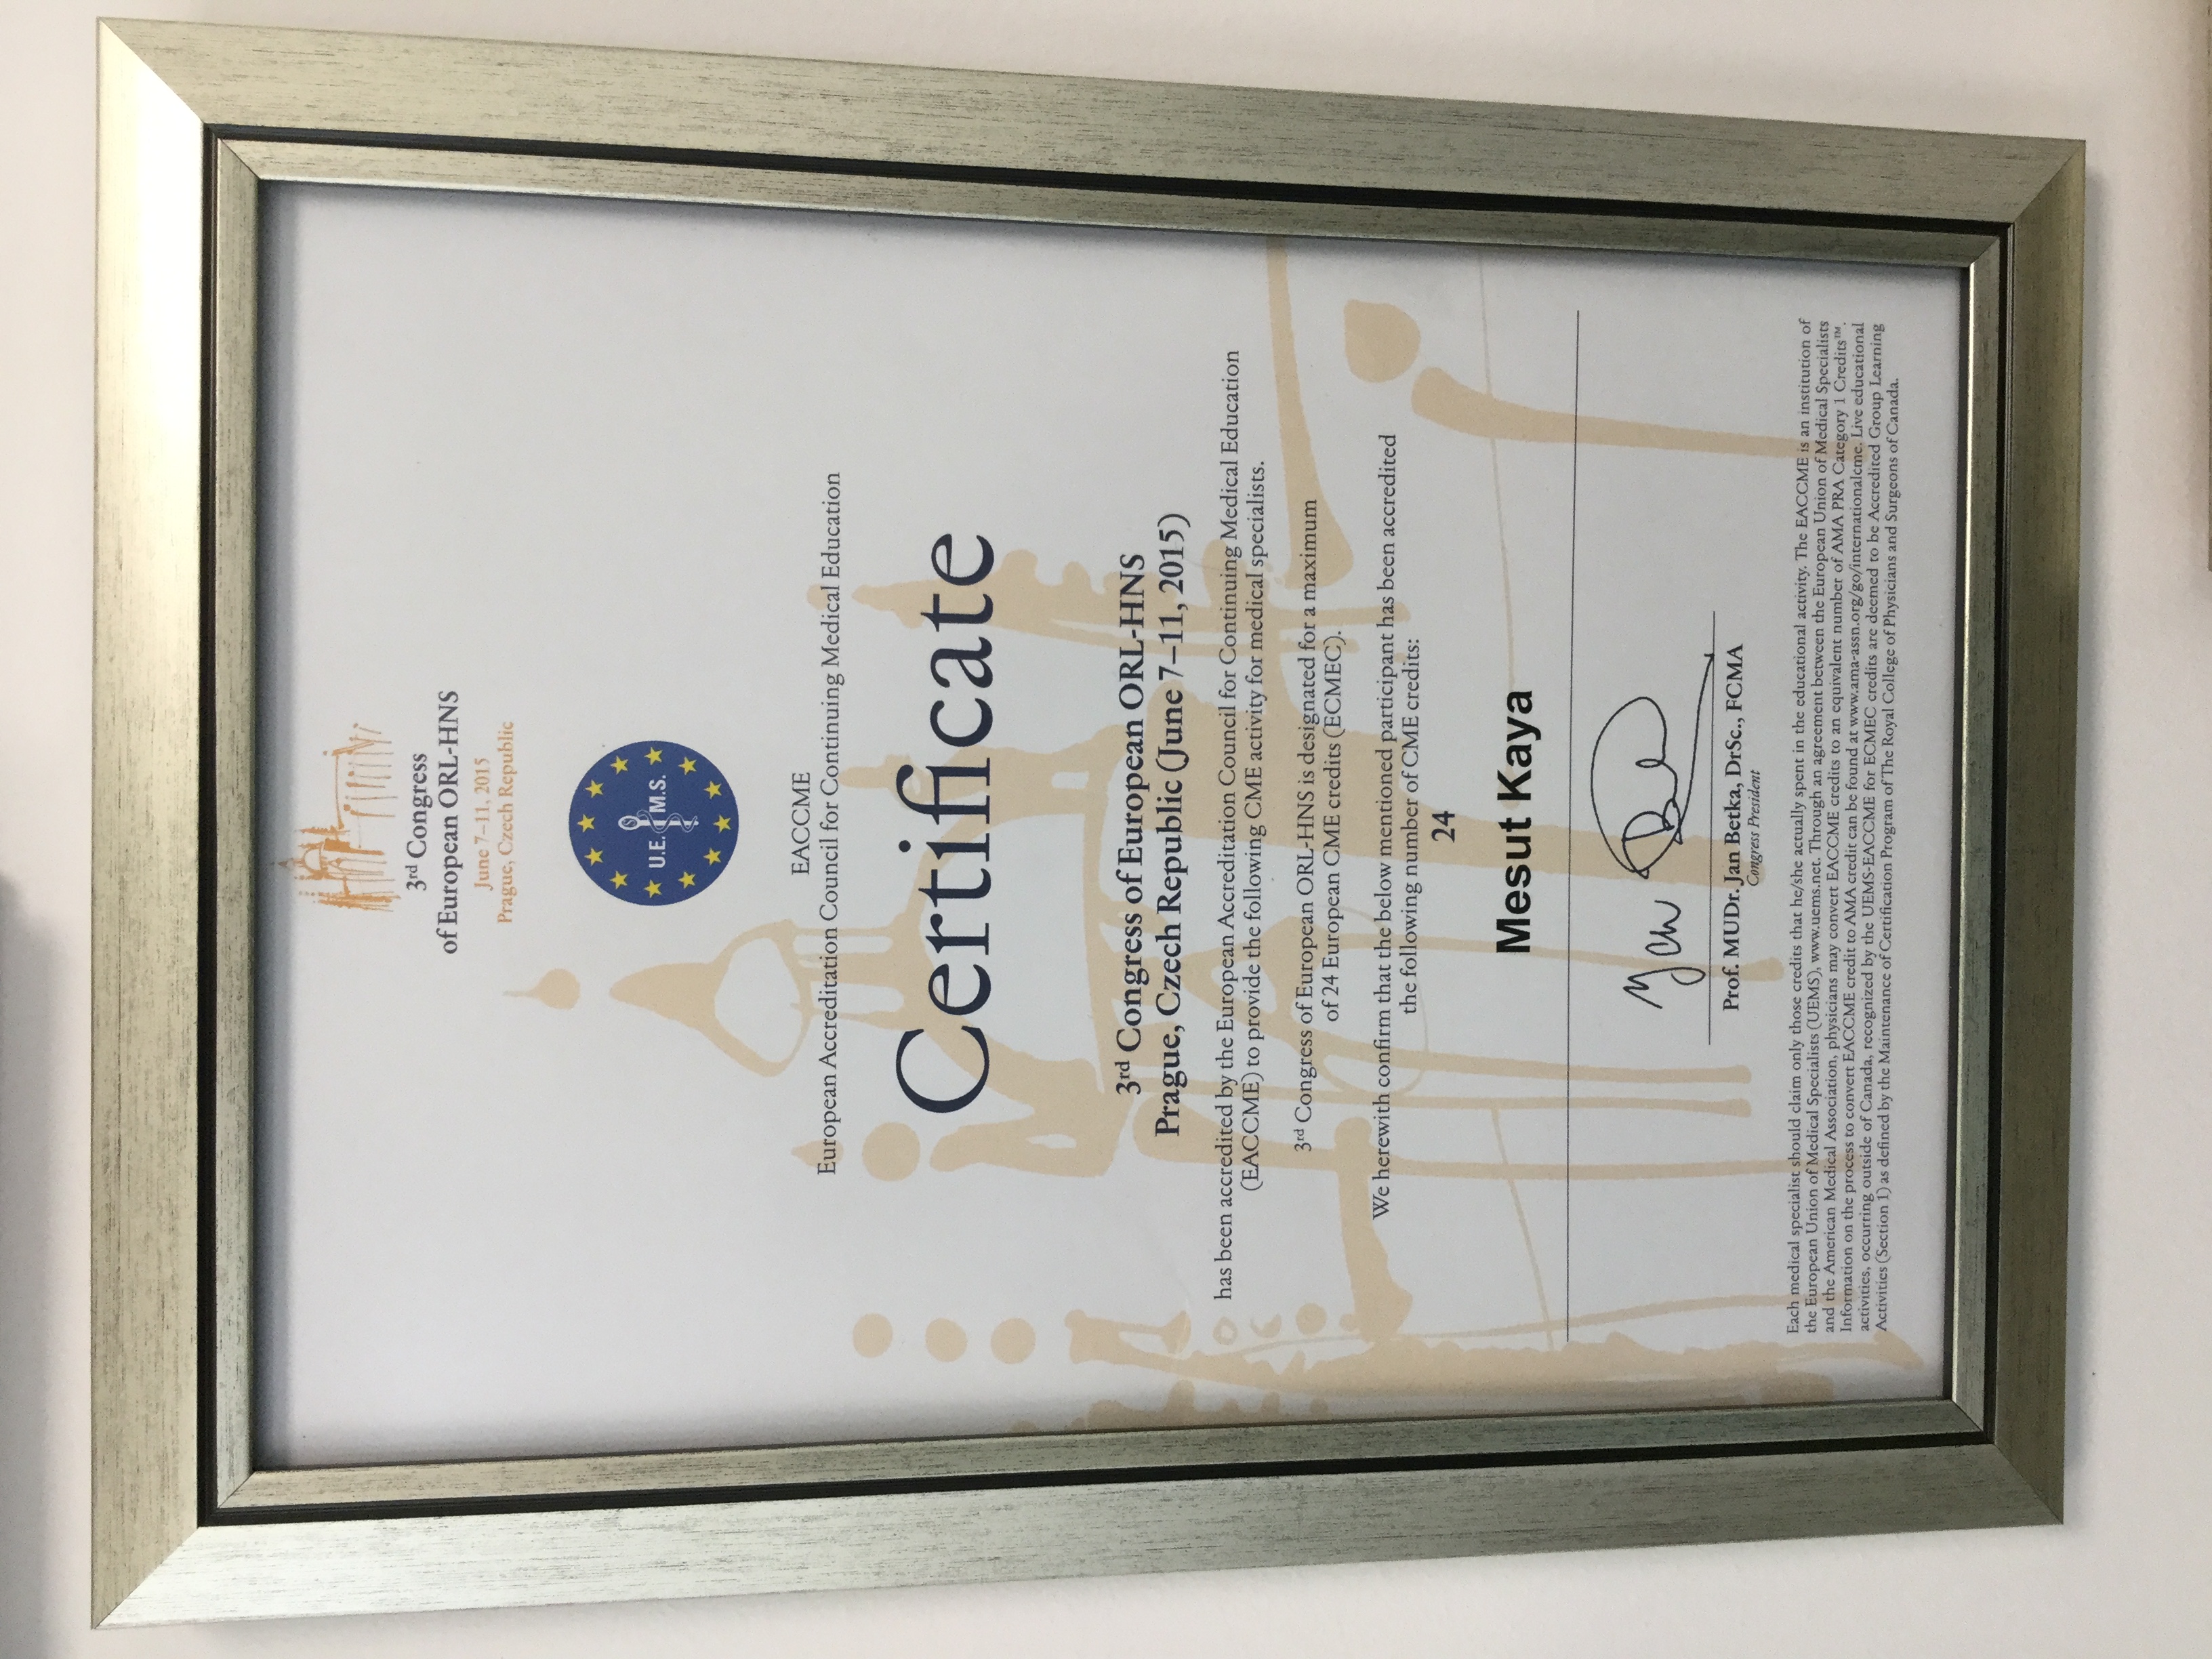 3rd Congress
of European ORL-HNS
June 7–11, 2015
Prague, Czech Republic
U.E.M.S.
EACCME
European Accreditation Council for Continuing Medical Education
Certificate
3rd Congress of European ORL-HNS
Prague, Czech Republic (June 7–11, 2015)
has been accredited by the European Accreditation Council for Continuing Medical Education
(EACCME) to provide the following CME activity for medical specialists.
3rd Congress of European ORL-HNS is designated for a maximum
of 24 European CME credits (ECMEC).
We herewith confirm that the below mentioned participant has been accredited
the following number of CME credits:
24
Mesut Kaya
Prof. MUDr. Jan Betka, DrSc., FCMA
Congress President
Each medical specialist should claim only those credits that he/she actually spent in the educational activity. The EACCME is an institution of
the European Union of Medical Specialists (UEMS), www.uems.net. Through an agreement between the European Union of Medical Specialists
and the American Medical Association, physicians may convert EACCME credits to an equivalent number of AMA PRA Category 1 Credits™.
Information on the process to convert EACCME credit to AMA credit can be found at www.ama-assn.org/go/internationalcme. Live educational
activities, occurring outside of Canada, recognized by the UEMS-EACCME for ECMEC credits are deemed to be Accredited Group Learning
Activities (Section 1) as defined by the Maintenance of Certification Program of The Royal College of Physicians and Surgeons of Canada.